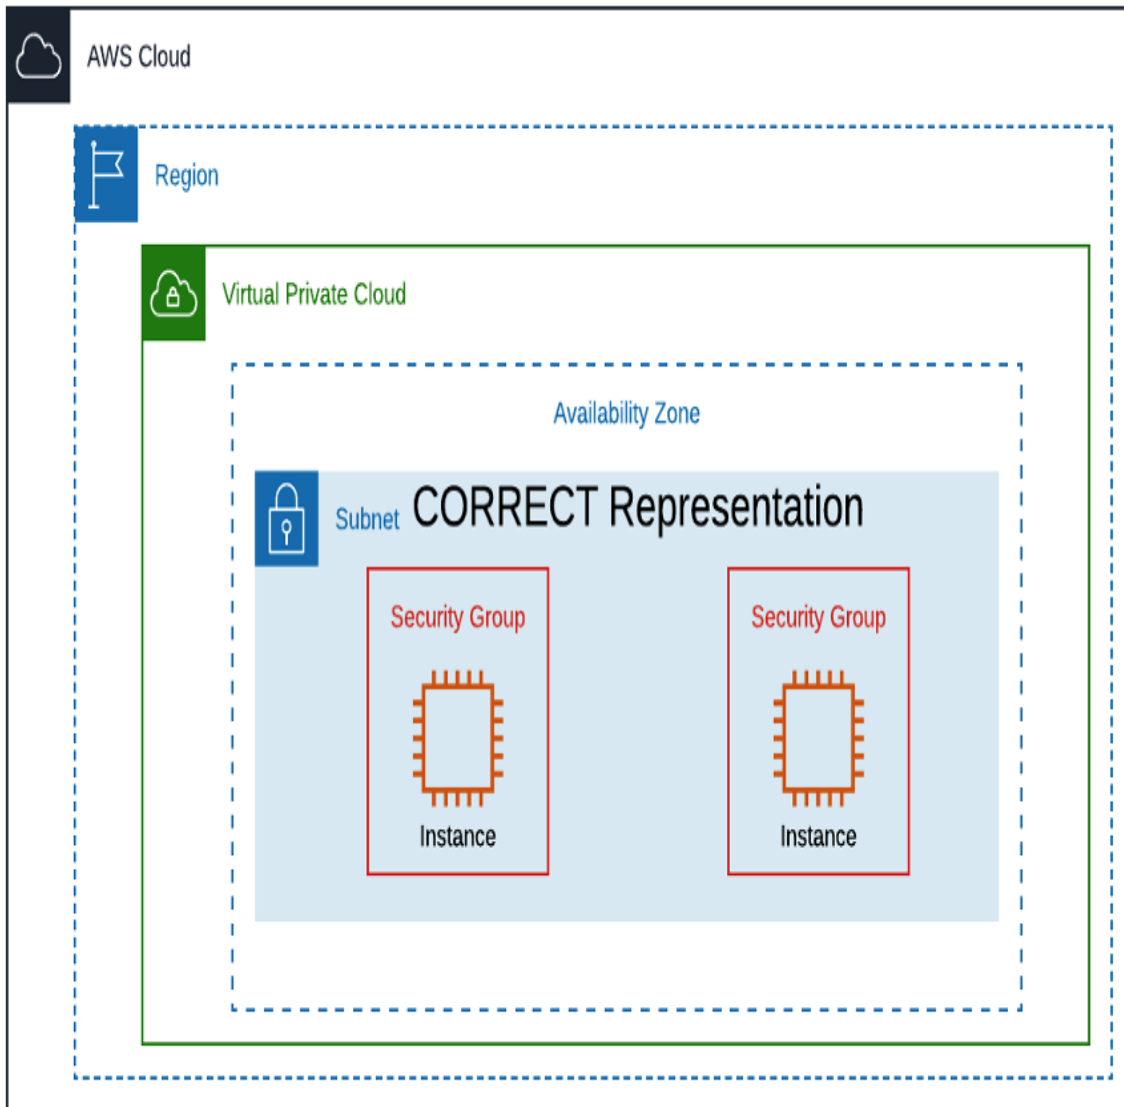 AWS Cloud
Region
Virtual Private Cloud
Availability Zone
Subnet CORRECT Representation
Security Group Security Group
Instance Instance